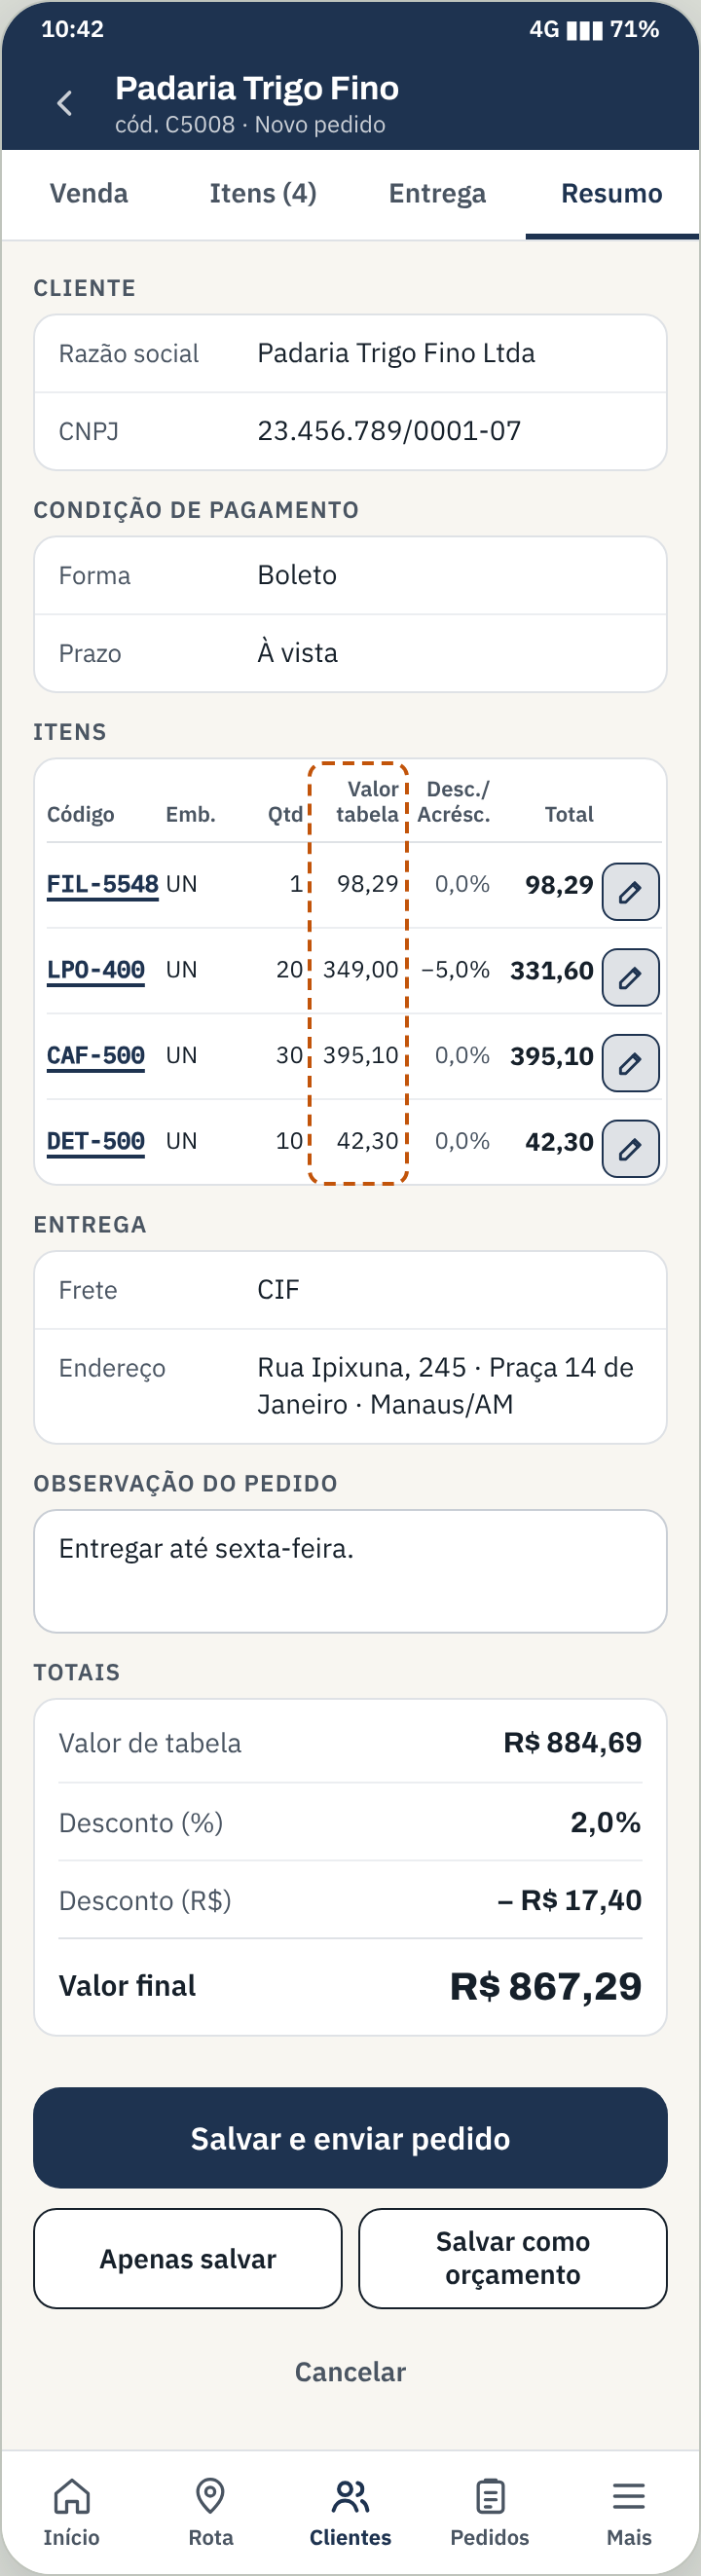 10:42
4G 71%
Padaria Trigo Fino
cód. C5008 · Novo pedido
Venda Itens (4) Entrega Resumo
CLIENTE
Razão social Padaria Trigo Fino Ltda
CNPJ 23.456.789/0001-07
CONDIÇÃO DE PAGAMENTO
Forma Boleto
Prazo À vista
ITENS
Código Emb. Qtd Valor tabela Desc./ Acrésc. Total
FIL-5548 UN 1 98,29 0,0% 98,29
LPO-400 UN 20 349,00 −5,0% 331,60
CAF-500 UN 30 395,10 0,0% 395,10
DET-500 UN 10 42,30 0,0% 42,30
ENTREGA
Frete CIF
Endereço Rua Ipixuna, 245 · Praça 14 de
Janeiro · Manaus/AM
OBSERVAÇÃO DO PEDIDO
Entregar até sexta-feira.
TOTAIS
Valor de tabela R$ 884,69
Desconto (%) 2,0%
Desconto (R$) – R$ 17,40
Valor final R$ 867,29
Salvar e enviar pedido
Apenas salvar
Salvar como
orçamento
Cancelar
Início Rota Clientes Pedidos Mais